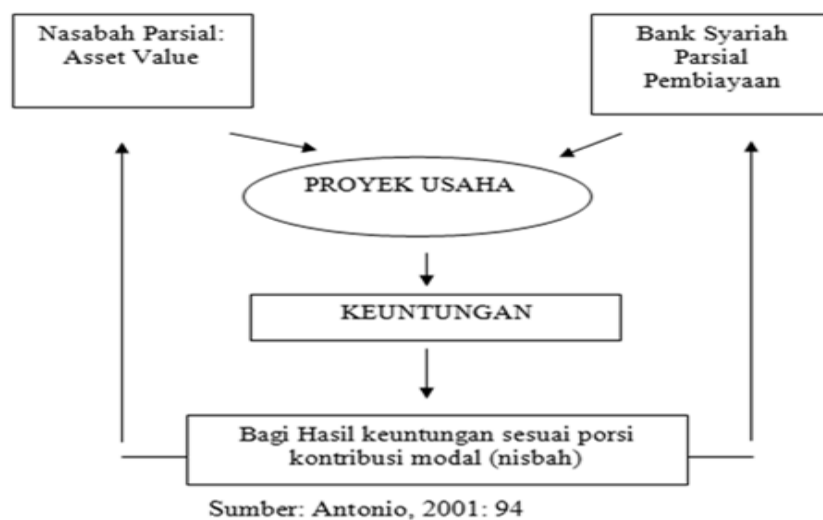 Nasabah Parsial:
Asset Value
Bank Syariah
Parsial
Pembiayaan
PROYEK USAHA
KEUNTUNGAN
Bagi Hasil keuntungan sesuai porsi
kontribusi modal (nisbah)
Sumber: Antonio, 2001: 94